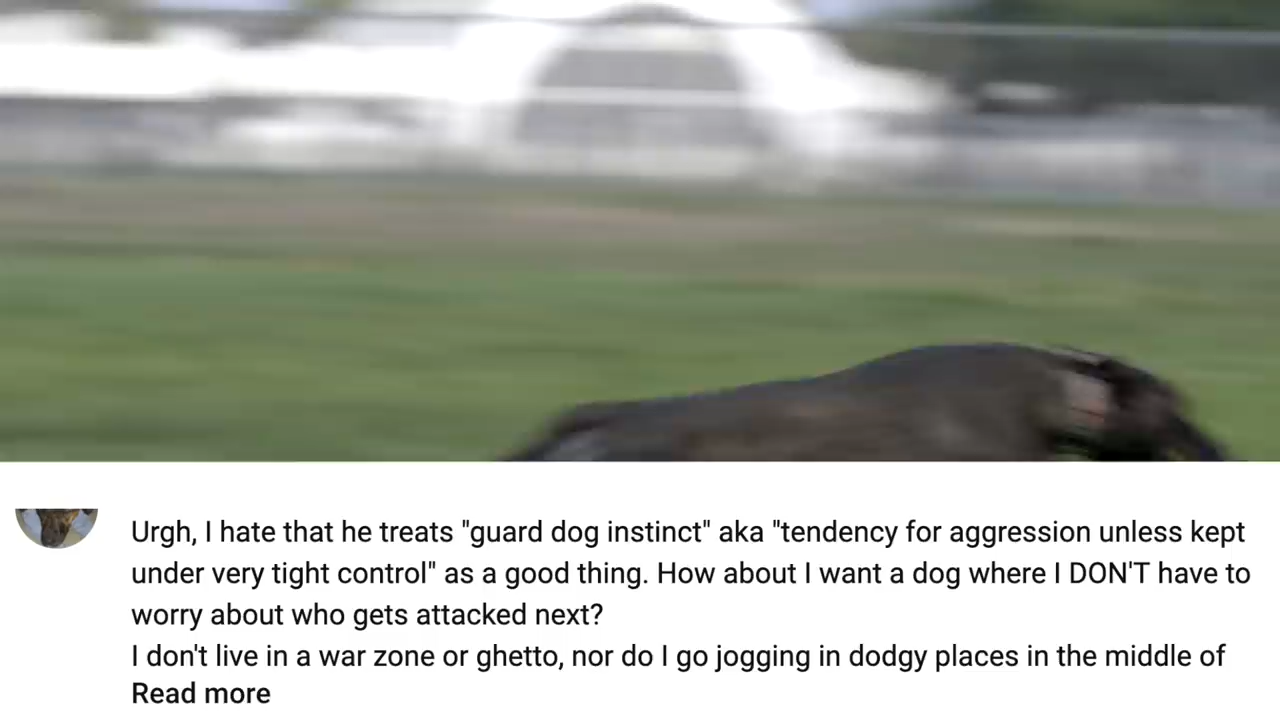 Urgh, I hate that he treats "guard dog instinct" aka "tendency for aggression unless kept
under very tight control" as a good thing. How about I want a dog where I DON'T have to
worry about who gets attacked next?
I don't live in a war zone or ghetto, nor do I go jogging in dodgy places in the middle of
Read more